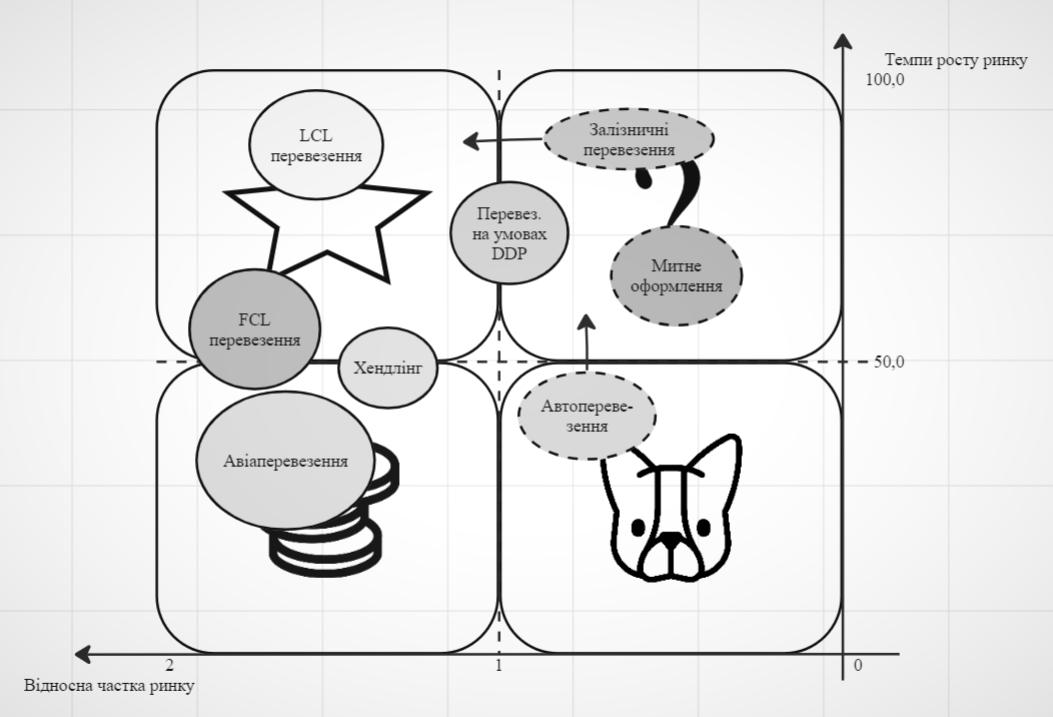 Темпи росту ринку
100,0
LCL
перевезення
Залізничні
перевезення
Перевез.
на умовах
DDP
Митне
оформлення
FCL
перевезення
Хендлінг
50,0
Автопереве-
зення
Авіаперевезення
2
1
0
Відносна частка ринку